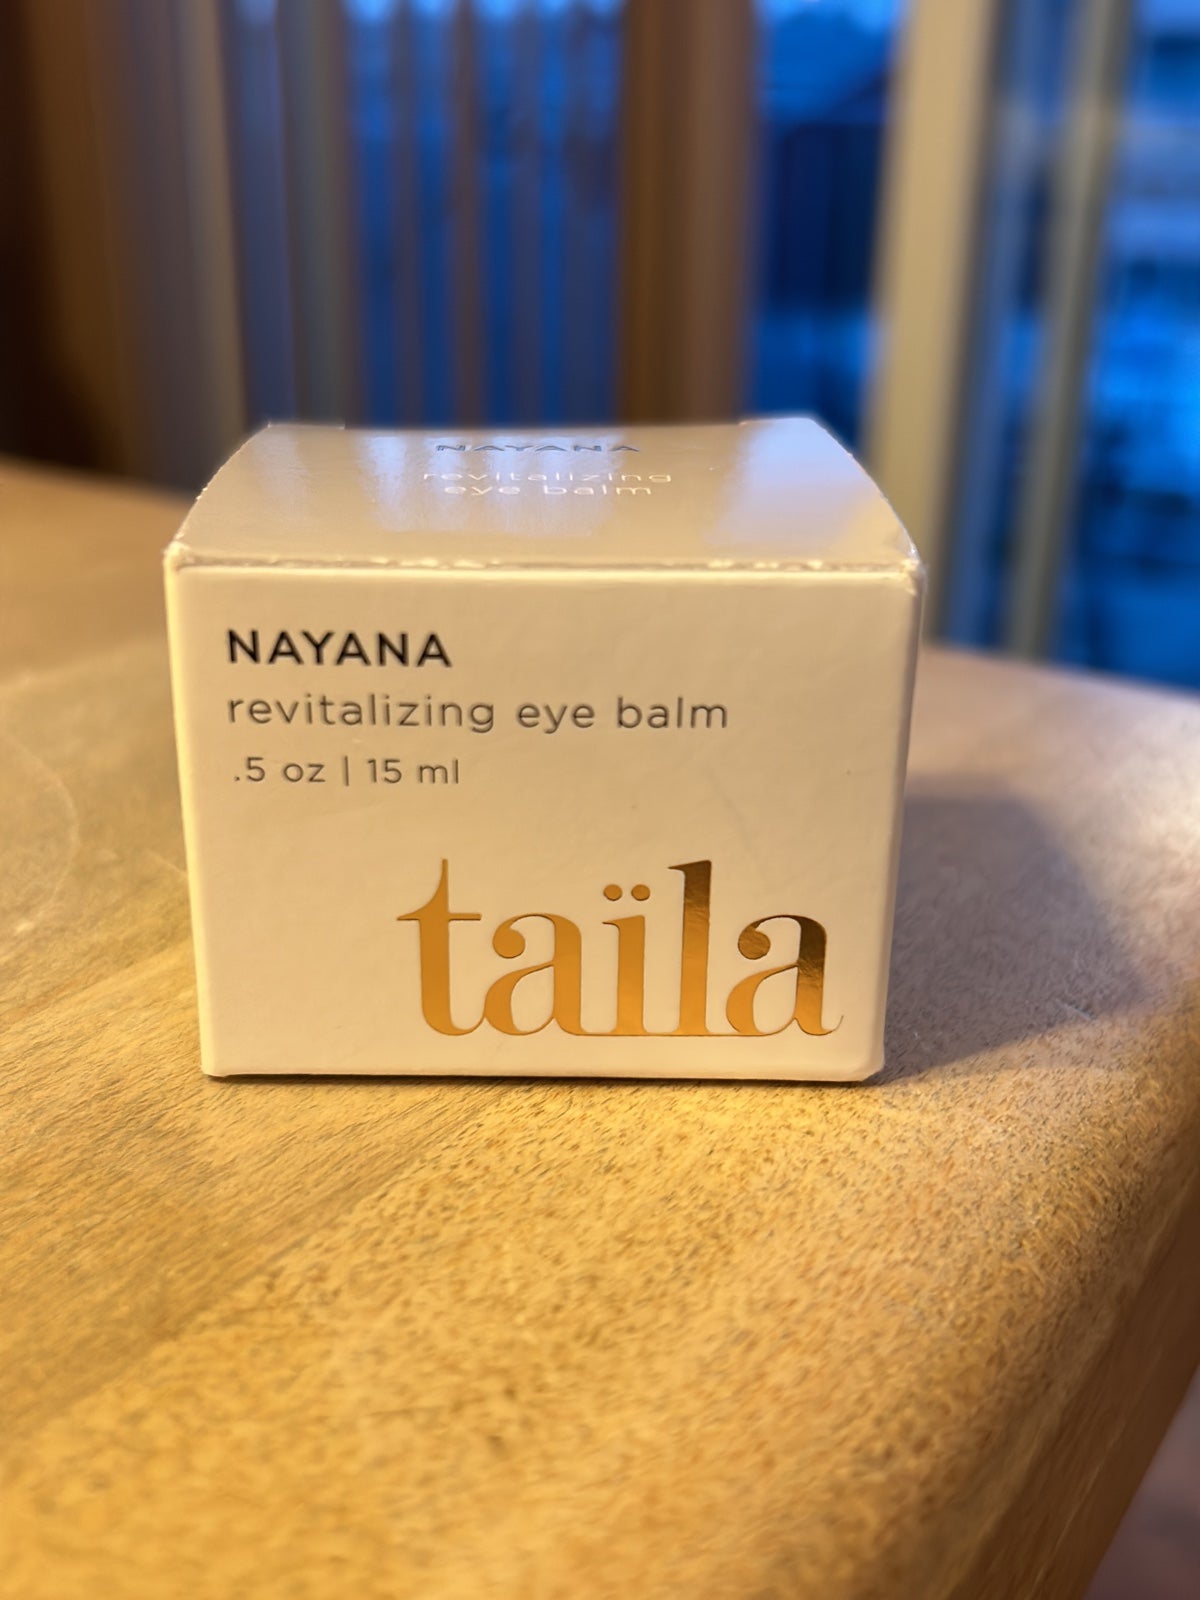 NAYANA
revitalizing
eye balm
NAYANA
revitalizing eye balm
.5 oz | 15 ml
taïla